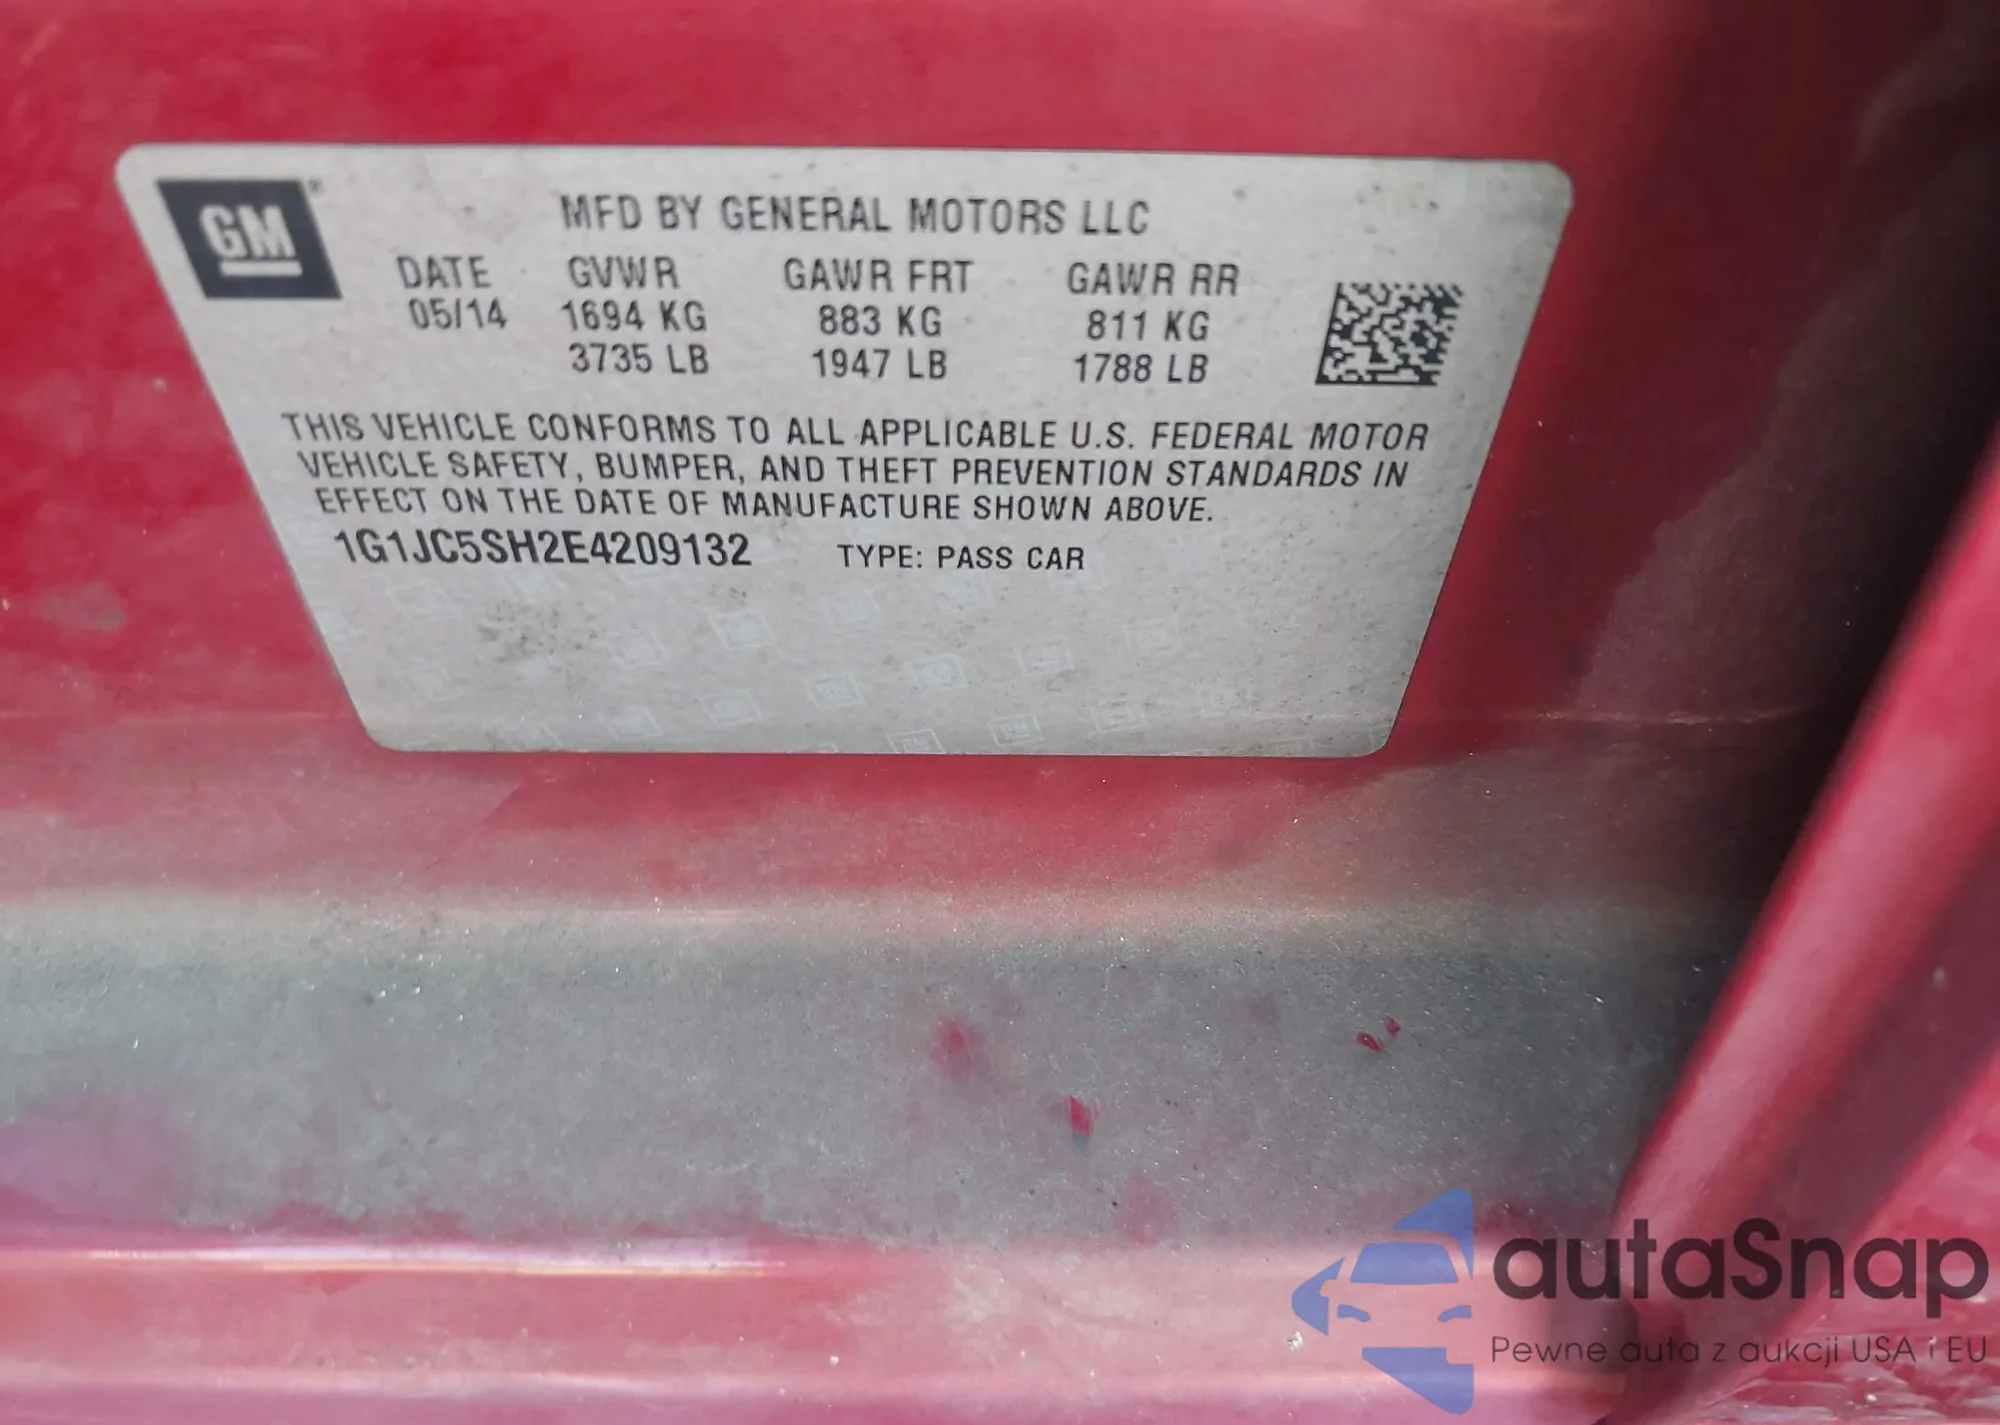 GM
MFD BY GENERAL MOTORS LLC
DATE GVWR GAWR FRT GAWR RR
05/14 1694 KG 883 KG 811 KG
3735 LB 1947 LB 1788 LB
THIS VEHICLE CONFORMS TO ALL APPLICABLE U.S. FEDERAL MOTOR
VEHICLE SAFETY, BUMPER, AND THEFT PREVENTION STANDARDS IN
EFFECT ON THE DATE OF MANUFACTURE SHOWN ABOVE.
1G1JC5SH2E4209132 TYPE: PASS CAR
autaSnap
Pewne auta z aukcji USA i EU